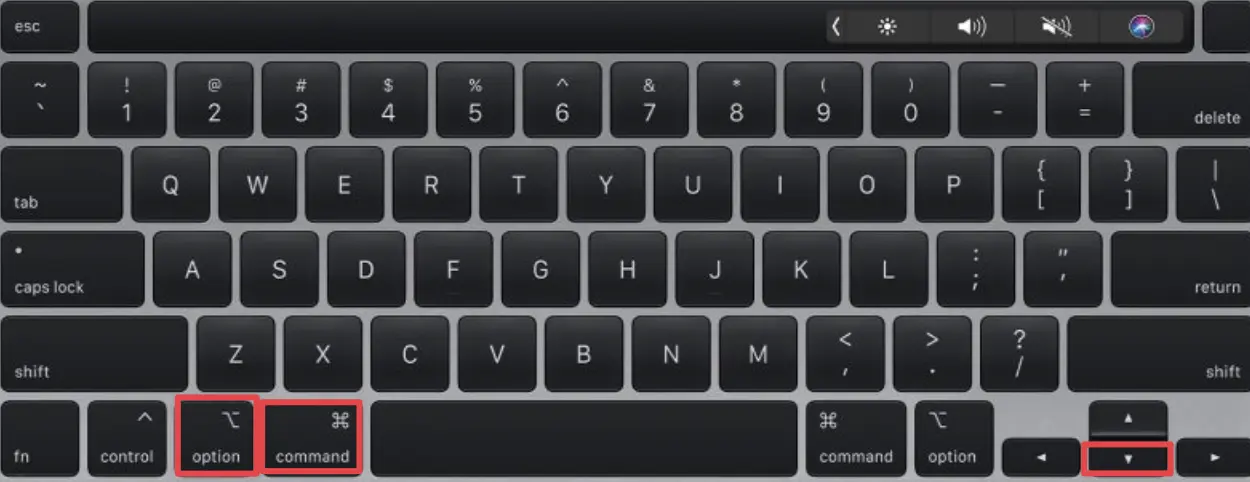 esc
~ ! @ # $ % ^ & * ( ) — +
` 1 2 3 4 5 6 7 8 9 0 - = delete
tab Q W E R T Y U I O P { [ } ] | \
caps lock A S D F G H J K L : ; " ' return
shift Z X C V B N M < , > . ? / shift
fn ^ control ⌥ option ⌘ command ⌘ command ⌥ option ◄ ▲ ▼ ►